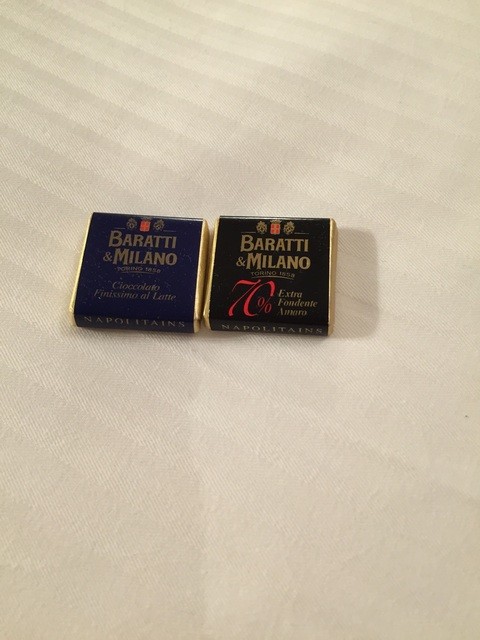 BARATTI
& MILANO
TORINO 1858
Cioccolato
Finissimo al Latte
NAPOLITAINS
BARATTI
& MILANO
TORINO 1858
70%
Extra
Fondente
Amaro
NAPOLITAINS